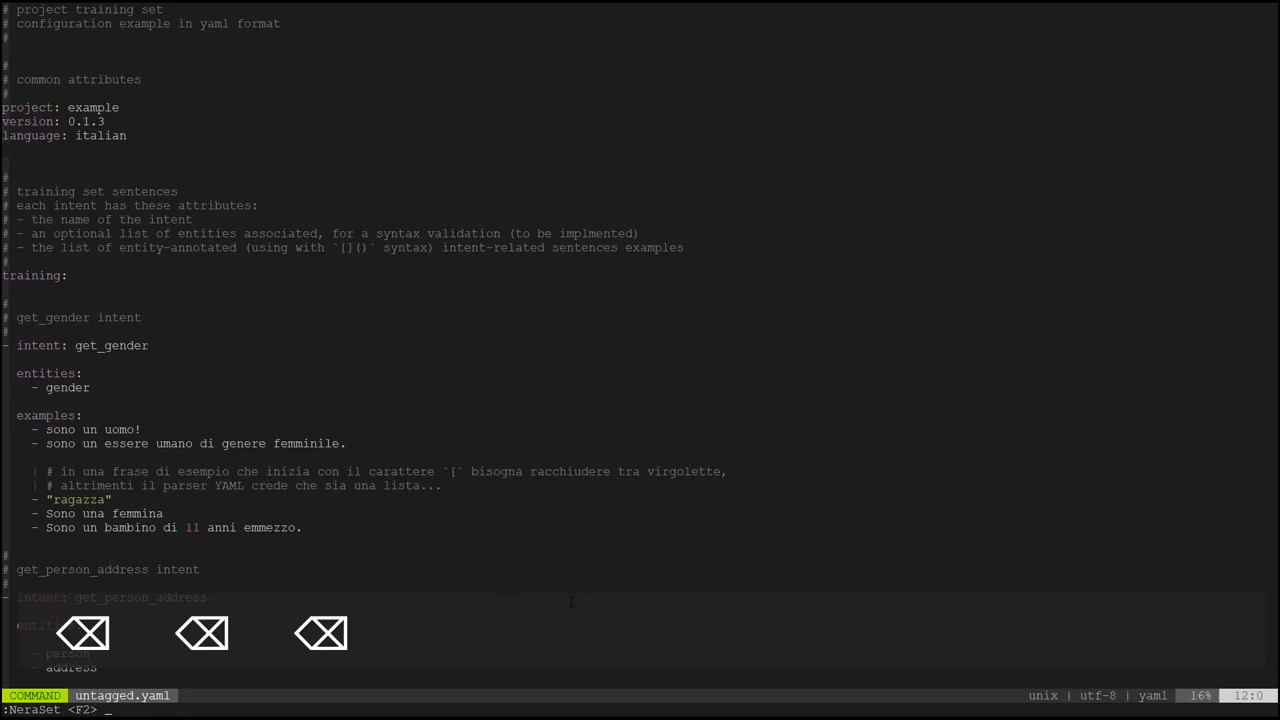 # project training set
# configuration example in yaml format
#
#
# common attributes
#
project: example
version: 0.1.3
language: italian
#
# training set sentences
# each intent has these attributes:
# - the name of the intent
# - an optional list of entities associated, for a syntax validation (to be implmented)
# - the list of entity-annotated (using with `[]()` syntax) intent-related sentences examples
#
training:
#
# get_gender intent
#
- intent: get_gender
entities:
- gender
examples:
- sono un uomo!
- sono un essere umano di genere femminile.
| # in una frase di esempio che inizia con il carattere `[` bisogna racchiudere tra virgolette,
| # altrimenti il parser YAML crede che sia una lista...
- "ragazza"
- Sono una femmina
- Sono un bambino di 11 anni emmezzo.
#
# get_person_address intent
#
- intent: get_person_address
- person
- address
COMMAND untagged.yaml unix | utf-8 | yaml 16% 12:0
:NeraSet <F2> _